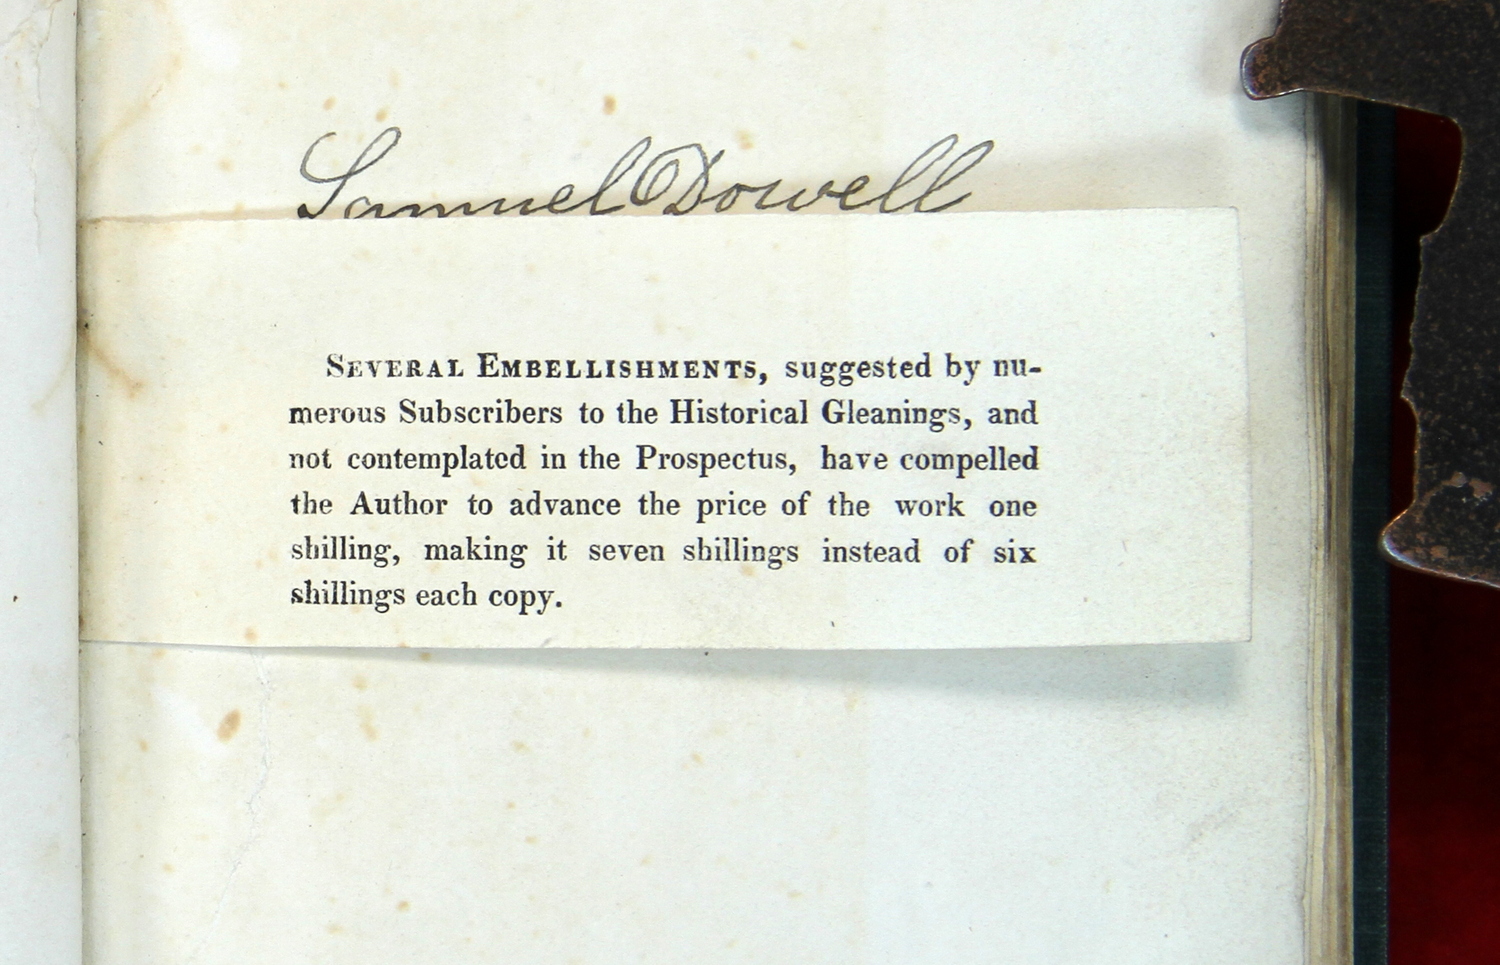 Samuel Dowell
Several Embellishments, suggested by nu-
merous Subscribers to the Historical Gleanings, and
not contemplated in the Prospectus, have compelled
the Author to advance the price of the work one
shilling, making it seven shillings instead of six
shillings each copy.